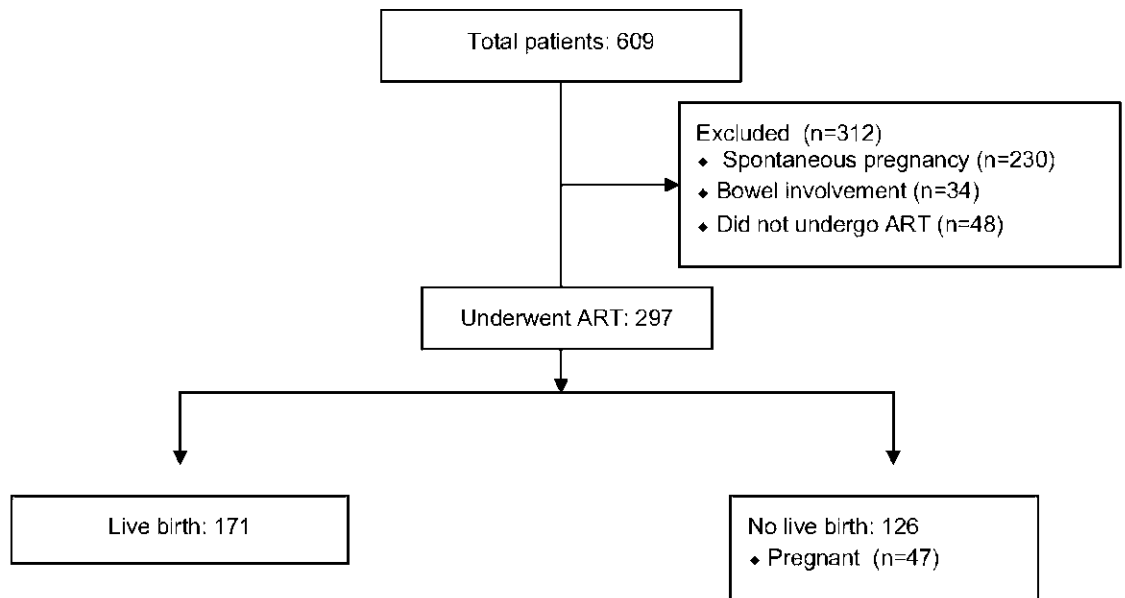 Total patients: 609
Excluded (n=312)
⬥ Spontaneous pregnancy (n=230)
⬥ Bowel involvement (n=34)
⬥ Did not undergo ART (n=48)
Underwent ART: 297
Live birth: 171
No live birth: 126
⬥ Pregnant (n=47)